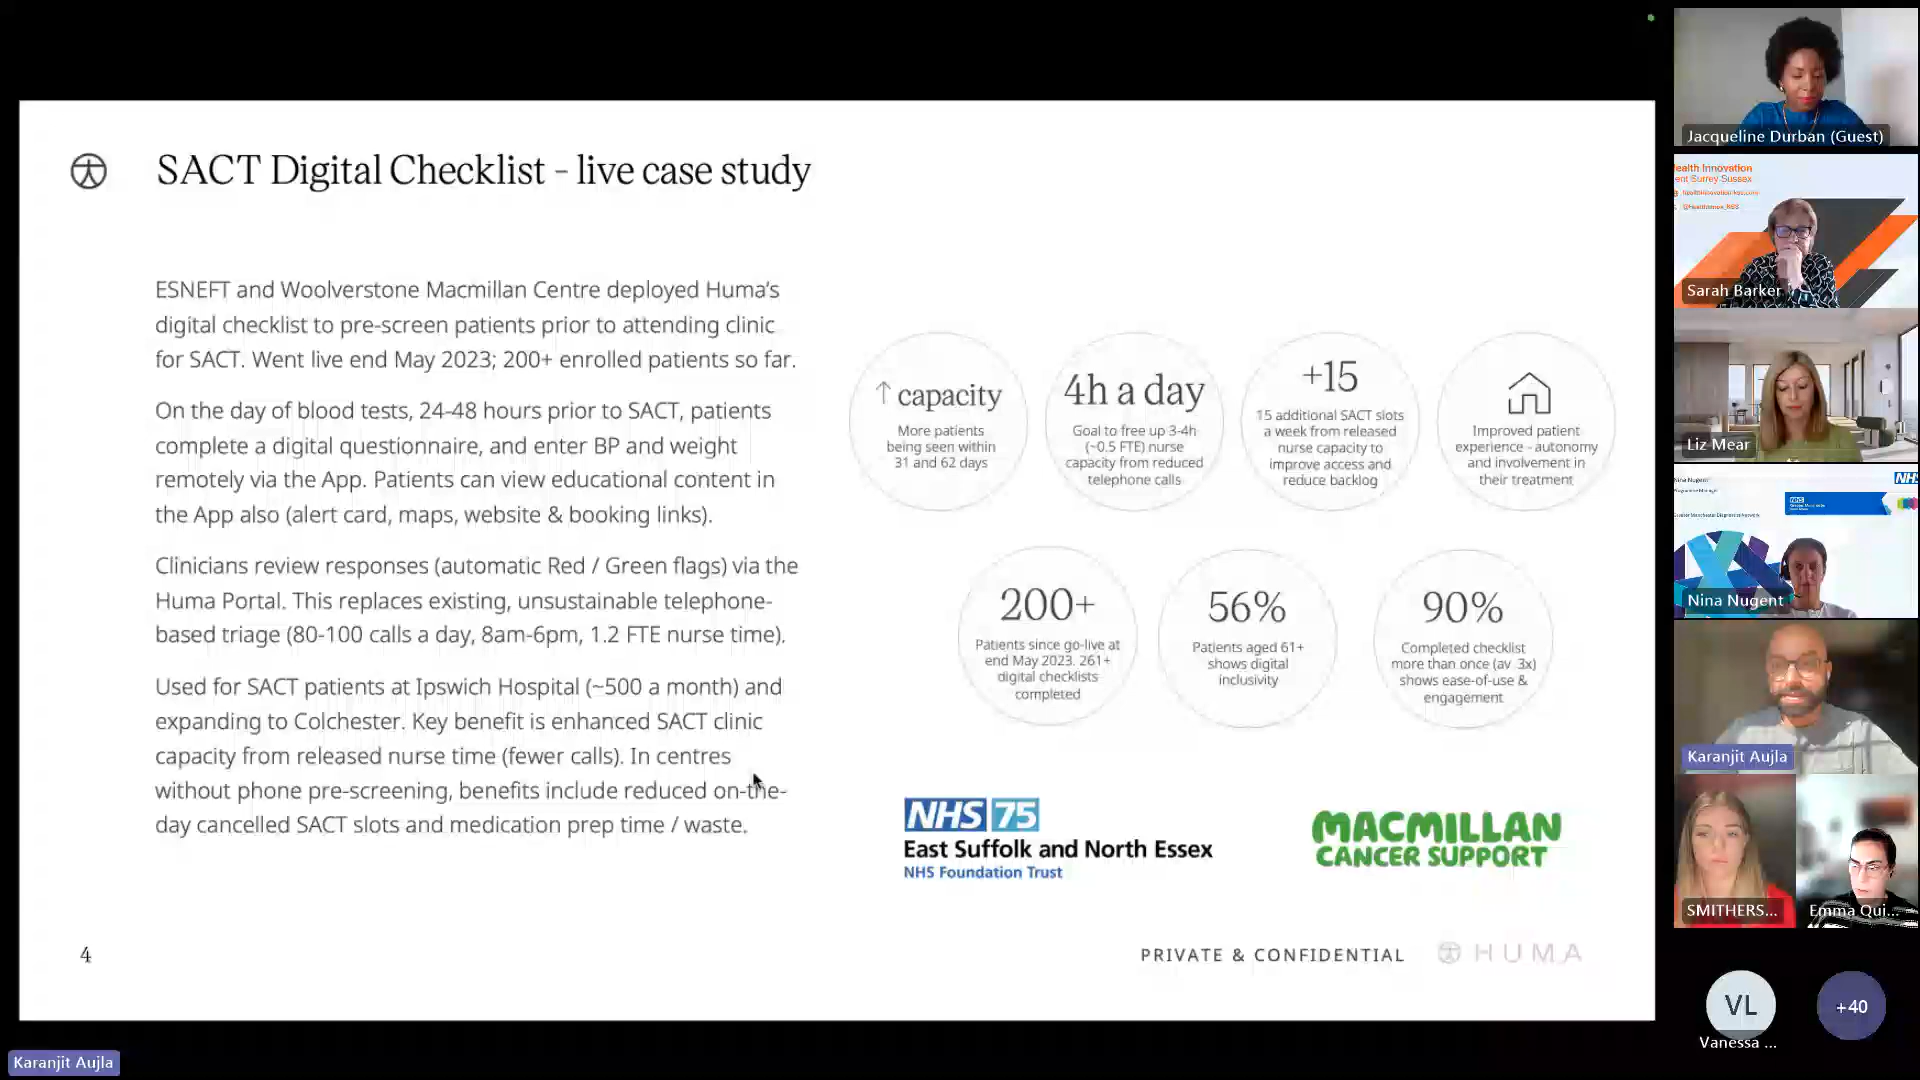 SACT Digital Checklist - live case study
ESNEFT and Woolverstone Macmillan Centre deployed Huma's
digital checklist to pre-screen patients prior to attending clinic
for SACT. Went live end May 2023; 200+ enrolled patients so far.
On the day of blood tests, 24-48 hours prior to SACT, patients
complete a digital questionnaire, and enter BP and weight
remotely via the App. Patients can view educational content in
the App also (alert card, maps, website & booking links).
Clinicians review responses (automatic Red / Green flags) via the
Huma Portal. This replaces existing, unsustainable telephone-
based triage (80-100 calls a day, 8am-6pm, 1.2 FTE nurse time).
Used for SACT patients at Ipswich Hospital (~500 a month) and
expanding to Colchester. Key benefit is enhanced SACT clinic
capacity from released nurse time (fewer calls). In centres
without phone pre-screening, benefits include reduced on-the-
day cancelled SACT slots and medication prep time / waste.
↑ capacity
More patients
being seen within
31 and 62 days
4h a day
Goal to free up 3-4h
(~0.5 FTE) nurse
capacity from reduced
telephone calls
+15
15 additional SACT slots
a week from released
nurse capacity to
improve access and
reduce backlog
Improved patient
experience - autonomy
and involvement in
their treatment
200+
Patients since go-live at
end May 2023. 261+
digital checklists
completed
56%
Patients aged 61+
shows digital
inclusivity
90%
Completed checklist
more than once (av 3x)
shows ease-of-use &
engagement
NHS 75
East Suffolk and North Essex
NHS Foundation Trust
MACMILLAN
CANCER SUPPORT
4
PRIVATE & CONFIDENTIAL
HUMA
Jacqueline Durban (Guest)
ealth Innovation
ent Surrey Sussex
Sarah Barker
Liz Mear
Nina Nugent
NHS
Nina Nugent
Karanjit Aujla
SMITHERS...
Emma Qui...
VL
+40
Vanessa ...
Karanjit Aujla